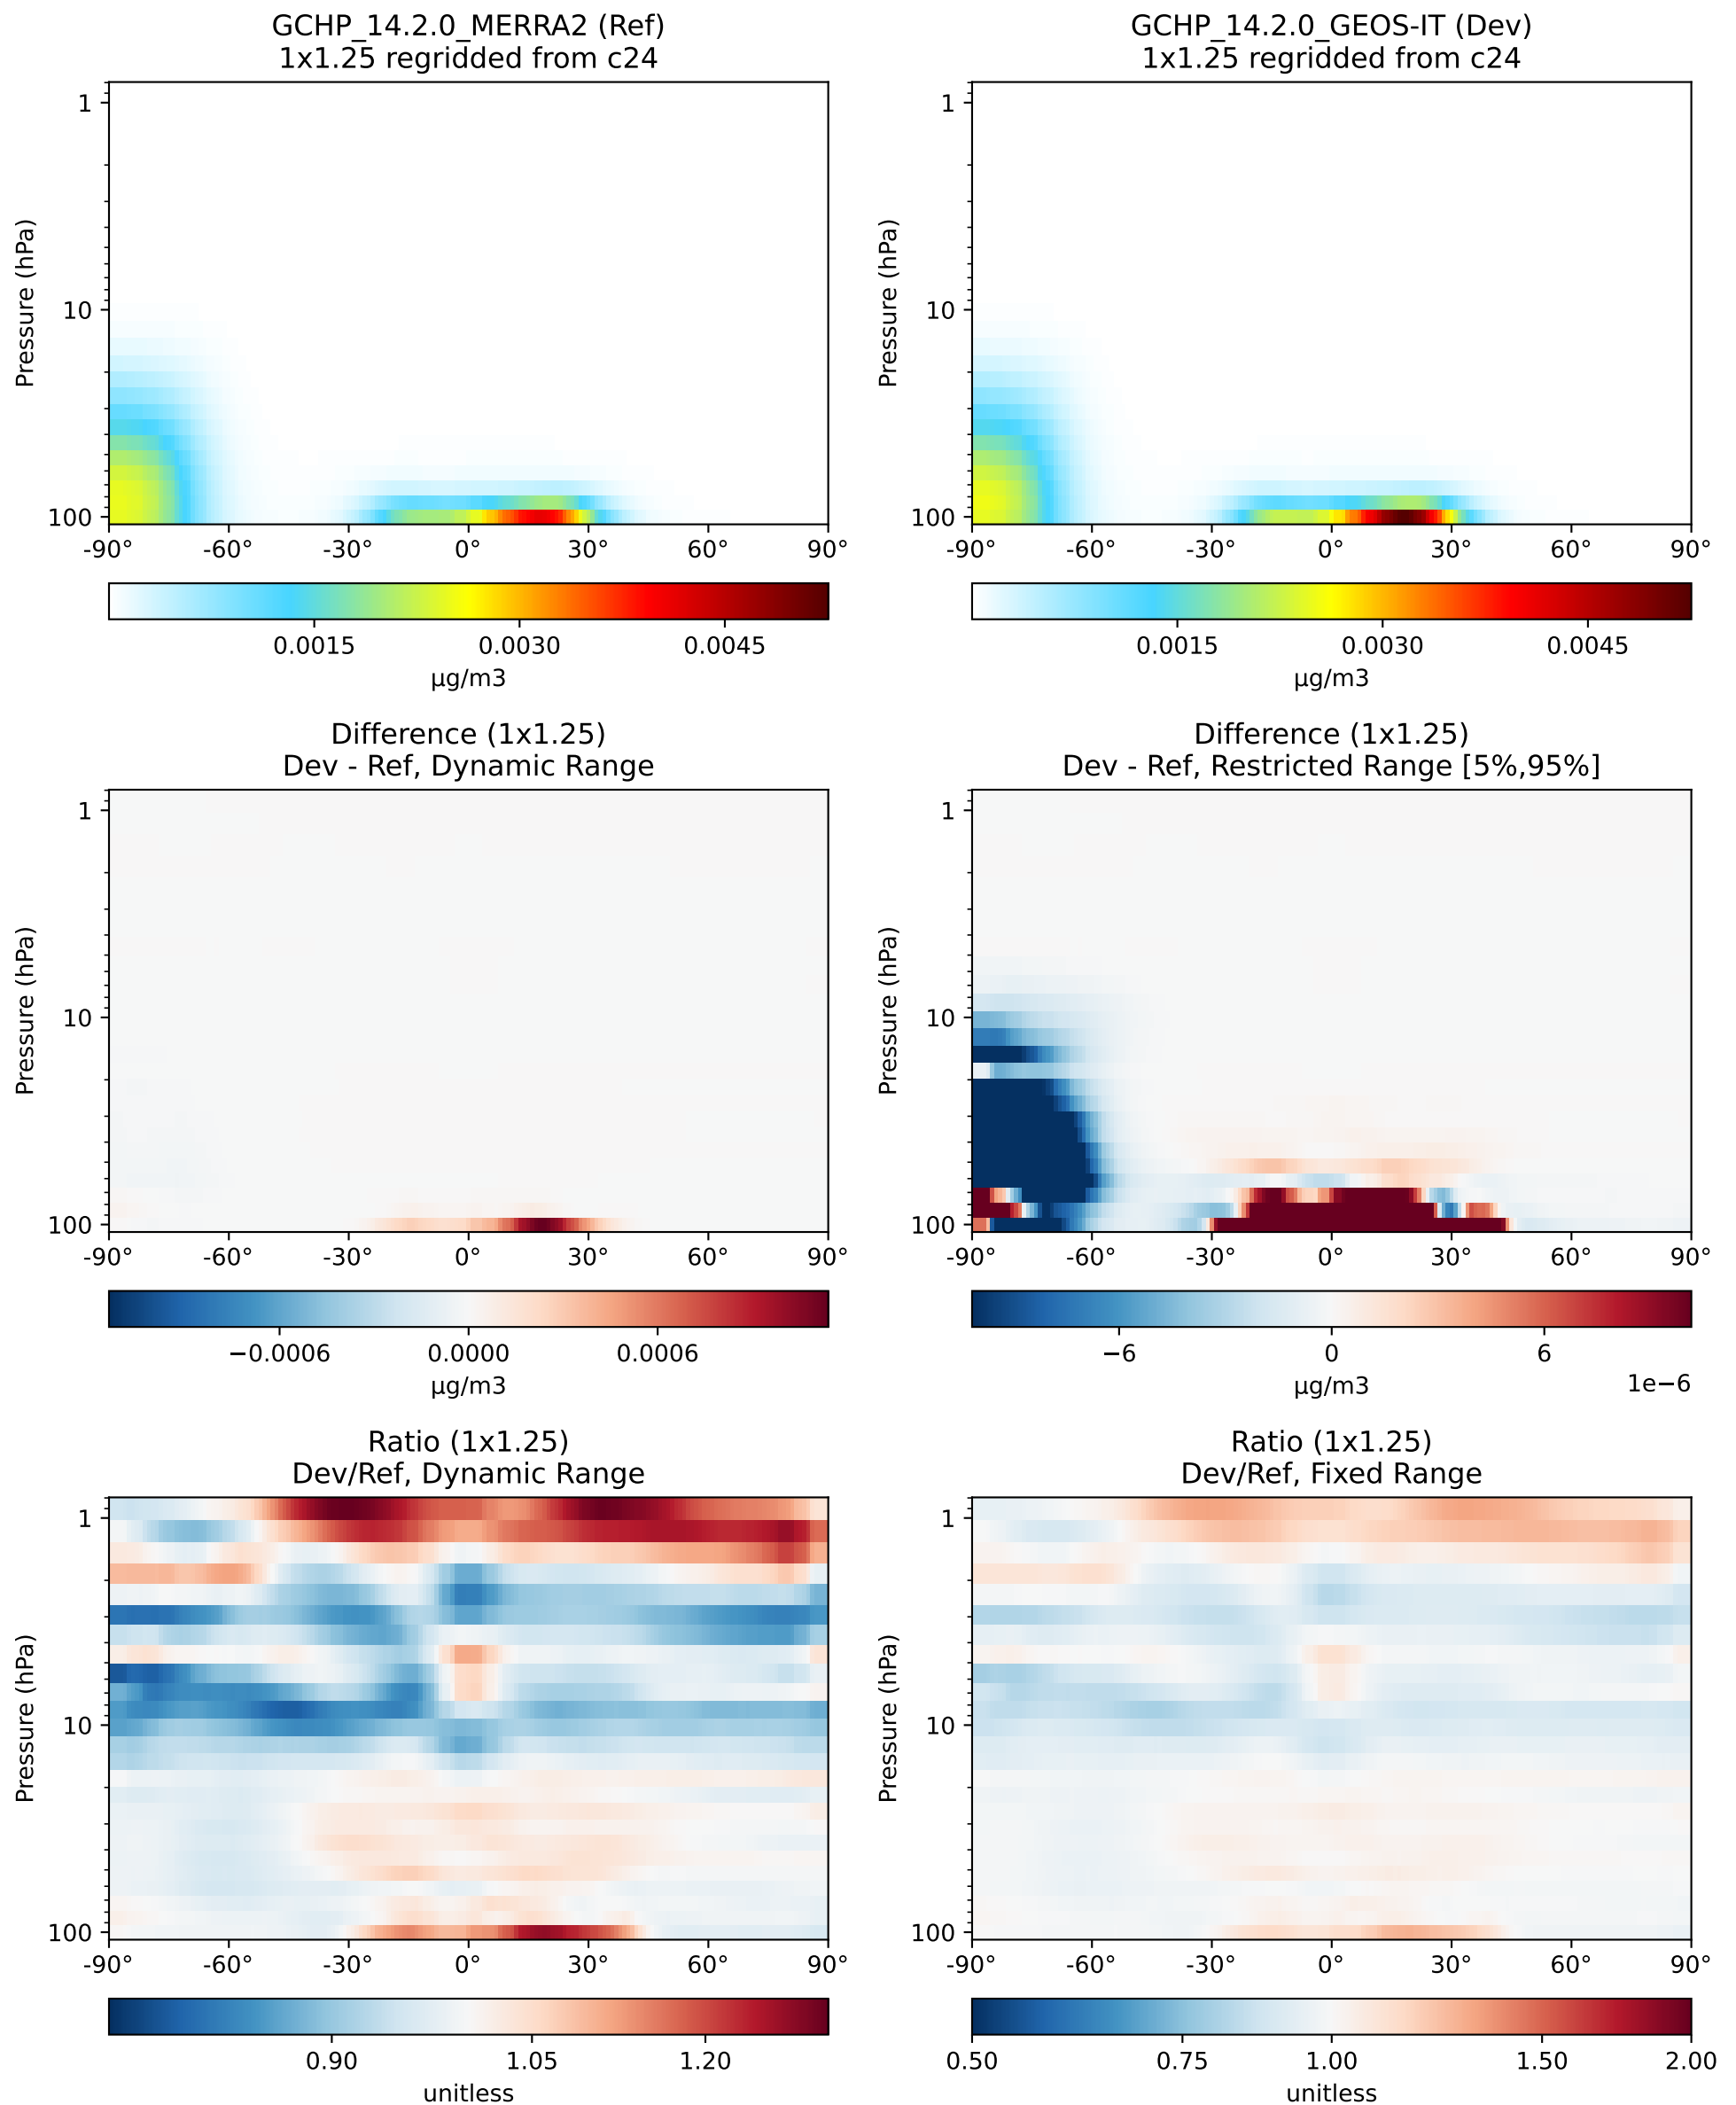 GCHP_14.2.0_MERRA2 (Ref)
1x1.25 regridded from c24
GCHP_14.2.0_GEOS-IT (Dev)
1x1.25 regridded from c24
Pressure (hPa)
1
10
100
-90° -60° -30° 0° 30° 60° 90°
0.0015 0.0030 0.0045
µg/m3
Pressure (hPa)
1
10
100
-90° -60° -30° 0° 30° 60° 90°
0.0015 0.0030 0.0045
µg/m3
Difference (1x1.25)
Dev - Ref, Dynamic Range
Pressure (hPa)
1
10
100
-90° -60° -30° 0° 30° 60° 90°
−0.0006 0.0000 0.0006
µg/m3
Difference (1x1.25)
Dev - Ref, Restricted Range [5%,95%]
Pressure (hPa)
1
10
100
-90° -60° -30° 0° 30° 60° 90°
−6 0 6
µg/m3
1e−6
Ratio (1x1.25)
Dev/Ref, Dynamic Range
Pressure (hPa)
1
10
100
-90° -60° -30° 0° 30° 60° 90°
0.90 1.05 1.20
unitless
Ratio (1x1.25)
Dev/Ref, Fixed Range
Pressure (hPa)
1
10
100
-90° -60° -30° 0° 30° 60° 90°
0.50 0.75 1.00 1.50 2.00
unitless